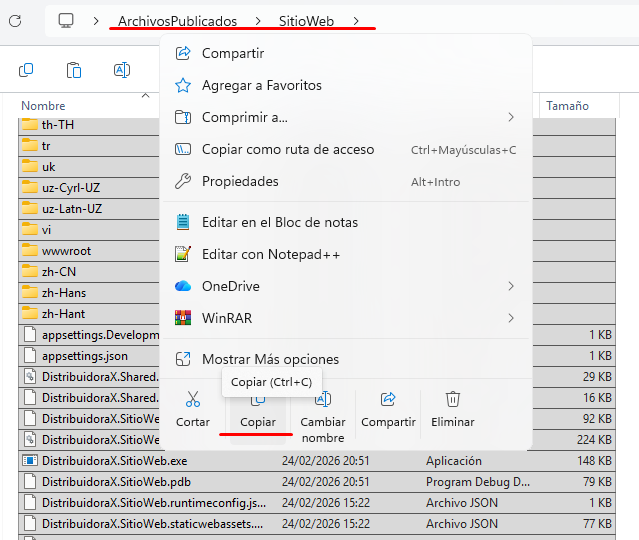 ArchivosPublicados > SitioWeb >
Nombre
Tamaño
th-TH
tr
uk
uz-Cyrl-UZ
uz-Latn-UZ
vi
wwwroot
zh-CN
zh-Hans
zh-Hant
appsettings.Developm
1 KB
appsettings.json
1 KB
DistribuidoraX.Shared.
29 KB
DistribuidoraX.Shared.
16 KB
DistribuidoraX.SitioWe
92 KB
DistribuidoraX.SitioWe
224 KB
DistribuidoraX.SitioWeb.exe 24/02/2026 20:51 Aplicación 148 KB
DistribuidoraX.SitioWeb.pdb 24/02/2026 20:51 Program Debug D... 79 KB
DistribuidoraX.SitioWeb.runtimeconfig.js... 24/02/2026 15:22 Archivo JSON 1 KB
DistribuidoraX.SitioWeb.staticwebassets.... 24/02/2026 15:22 Archivo JSON 77 KB
Compartir
Agregar a Favoritos
Comprimir a...
Copiar como ruta de acceso Ctrl+Mayúsculas+C
Propiedades Alt+Intro
Editar en el Bloc de notas
Editar con Notepad++
OneDrive
WinRAR
Mostrar Más opciones
Copiar (Ctrl+C)
Cortar
Copiar
Cambiar
nombre
Compartir
Eliminar